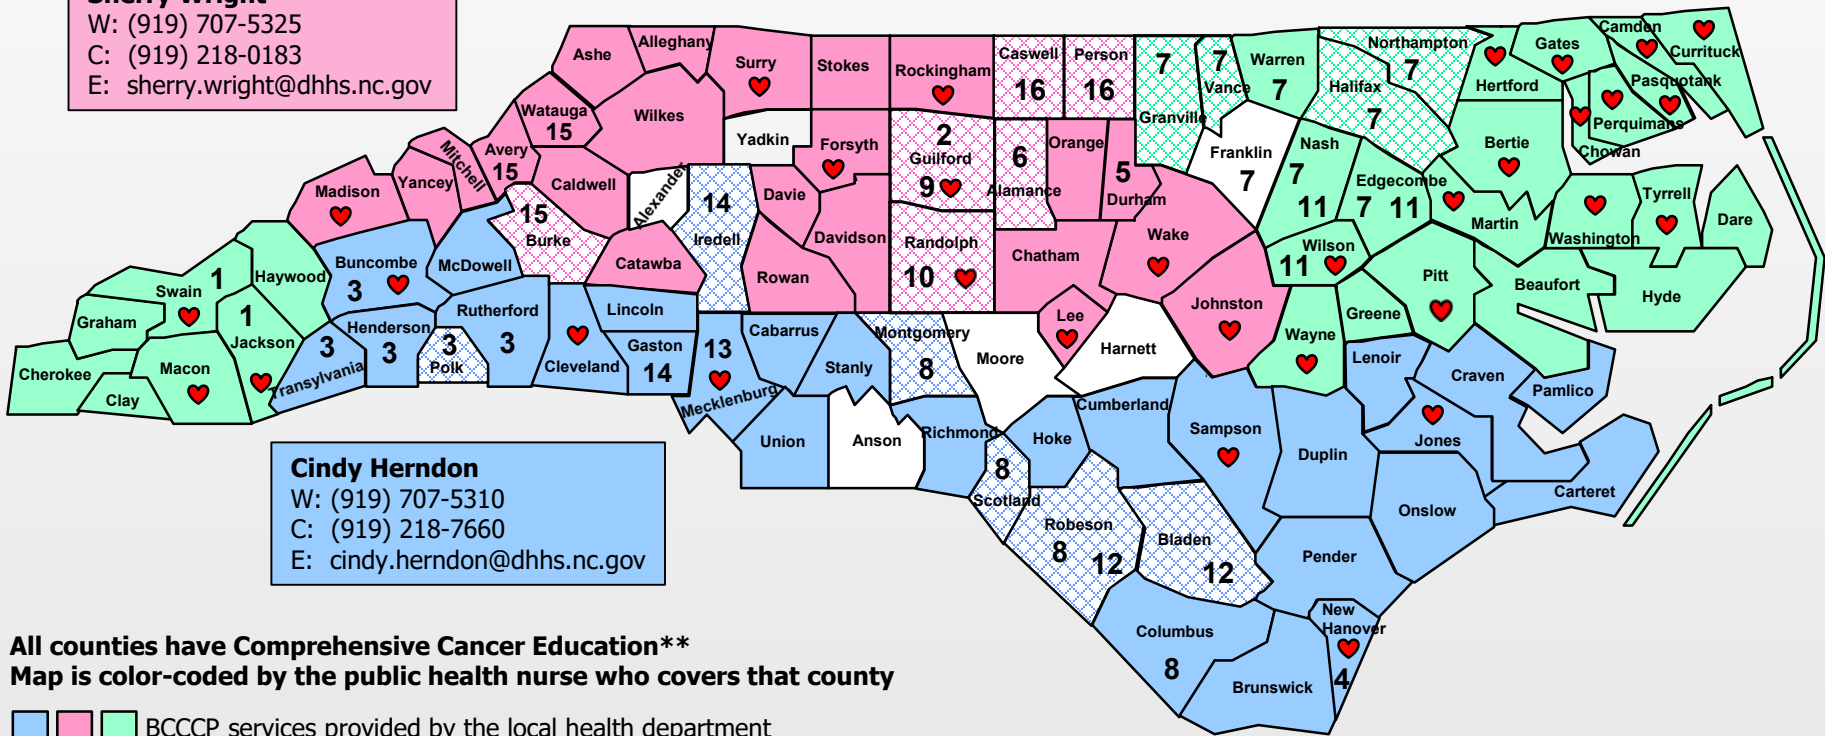 Sherry Wright
W: (919) 707-5325
C: (919) 218-0183
E: sherry.wright@dhhs.nc.gov
Ashe
Alleghany
Surry
Stokes
Rockingham
Caswell
16
Person
16
7
Granville
7
Vance
Warren
7
Northampton
7
Halifax
7
Hertford
Gates
Camden
Currituck
Pasquotank
Perquimans
Chowan
Bertie
Watauga
15
Wilkes
Yadkin
Forsyth
2
Guilford
9
6
Alamance
Orange
5
Durham
Franklin
7
Nash
7
11
Edgecombe
7 11
Martin
Washington
Tyrrell
Dare
Madison
Yancey
Mitchell
Avery
15
Caldwell
Alexander
14
Iredell
Davie
Davidson
Randolph
10
Chatham
Wake
Wilson
11
Pitt
Beaufort
Hyde
15
Burke
Catawba
Rowan
Lee
Johnston
Wayne
Greene
Swain
1
Haywood
Buncombe
3
McDowell
Graham
1
Jackson
Henderson
3
Rutherford
3
Lincoln
Cabarrus
Montgomery
8
Moore
Harnett
Lenoir
Craven
Pamlico
Cherokee
Clay
Macon
3
Transylvania
3
Polk
Cleveland
Gaston
14
13
Mecklenburg
Stanly
Union
Anson
Richmond
Hoke
Cumberland
Sampson
Duplin
Jones
8
Scotland
Carteret
Onslow
Robeson
8 12
Bladen
12
Pender
Columbus
8
New
Hanover
4
Brunswick
Cindy Herndon
W: (919) 707-5310
C: (919) 218-7660
E: cindy.herndon@dhhs.nc.gov
All counties have Comprehensive Cancer Education**
Map is color-coded by the public health nurse who covers that county
BCCCP services provided by the local health department